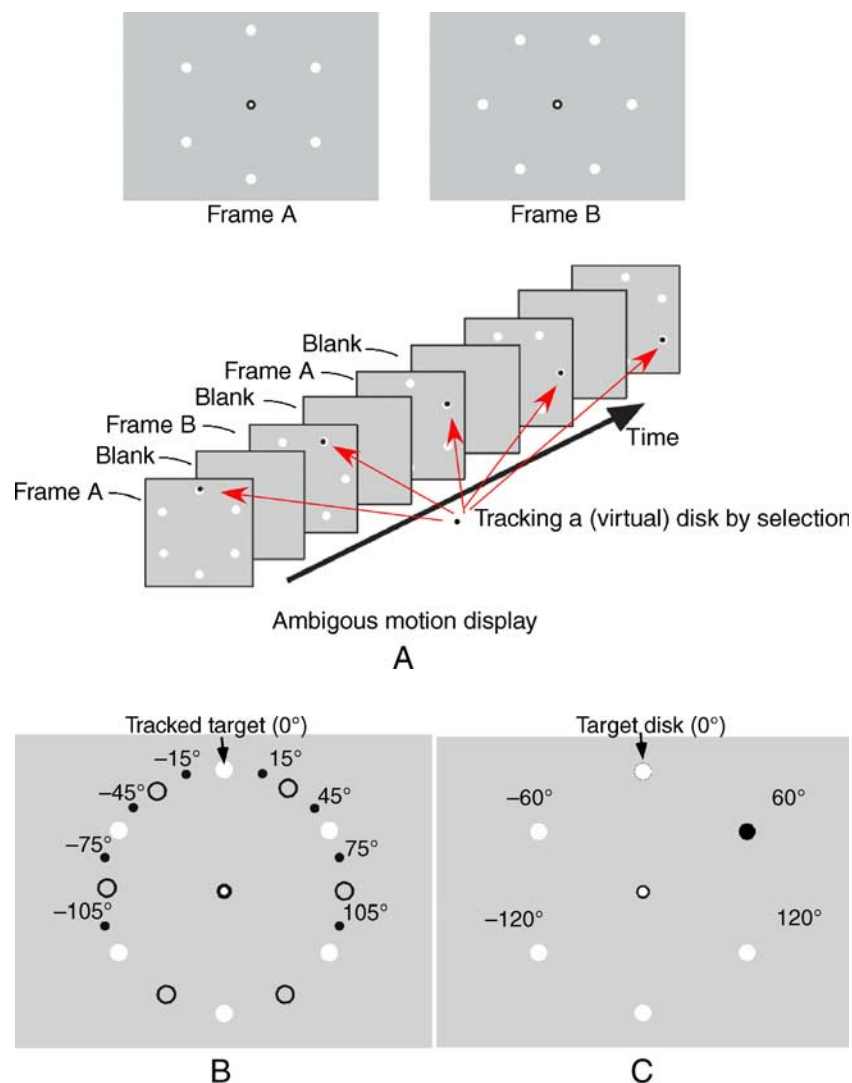 Frame A
Frame B
Blank
Frame A
Blank
Frame B
Blank
Frame A
Time
Tracking a (virtual) disk by selection
Ambigous motion display
A
Tracked target (0°)
–15°
15°
–45°
45°
–75°
75°
–105°
105°
B
Target disk (0°)
–60°
60°
–120°
120°
C